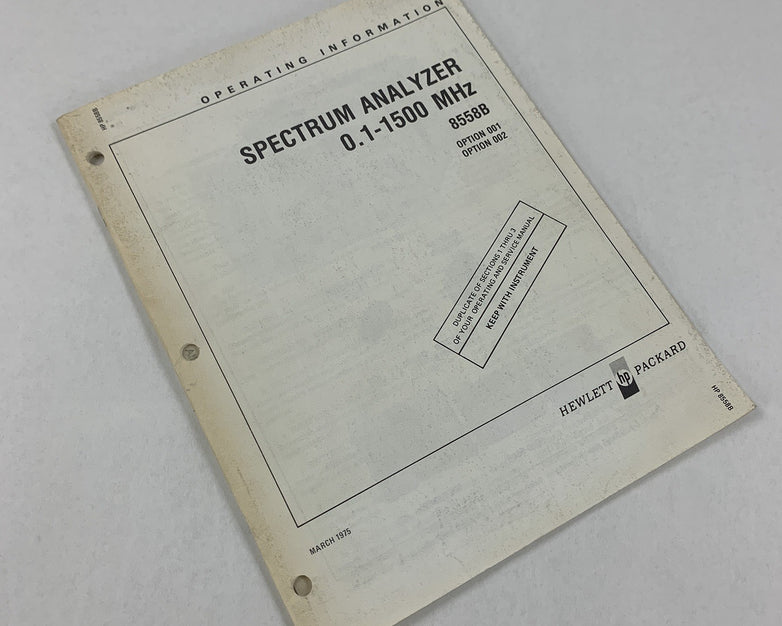 HP 8558B
OPERATING INFORMATION
SPECTRUM ANALYZER
0.1-1500 MHz
8558B
OPTION 001
OPTION 002
DUPLICATE OF SECTIONS 1 THRU 3
OF YOUR OPERATING AND SERVICE MANUAL
KEEP WITH INSTRUMENT
HEWLETT hp PACKARD
HP 8558B
MARCH 1975